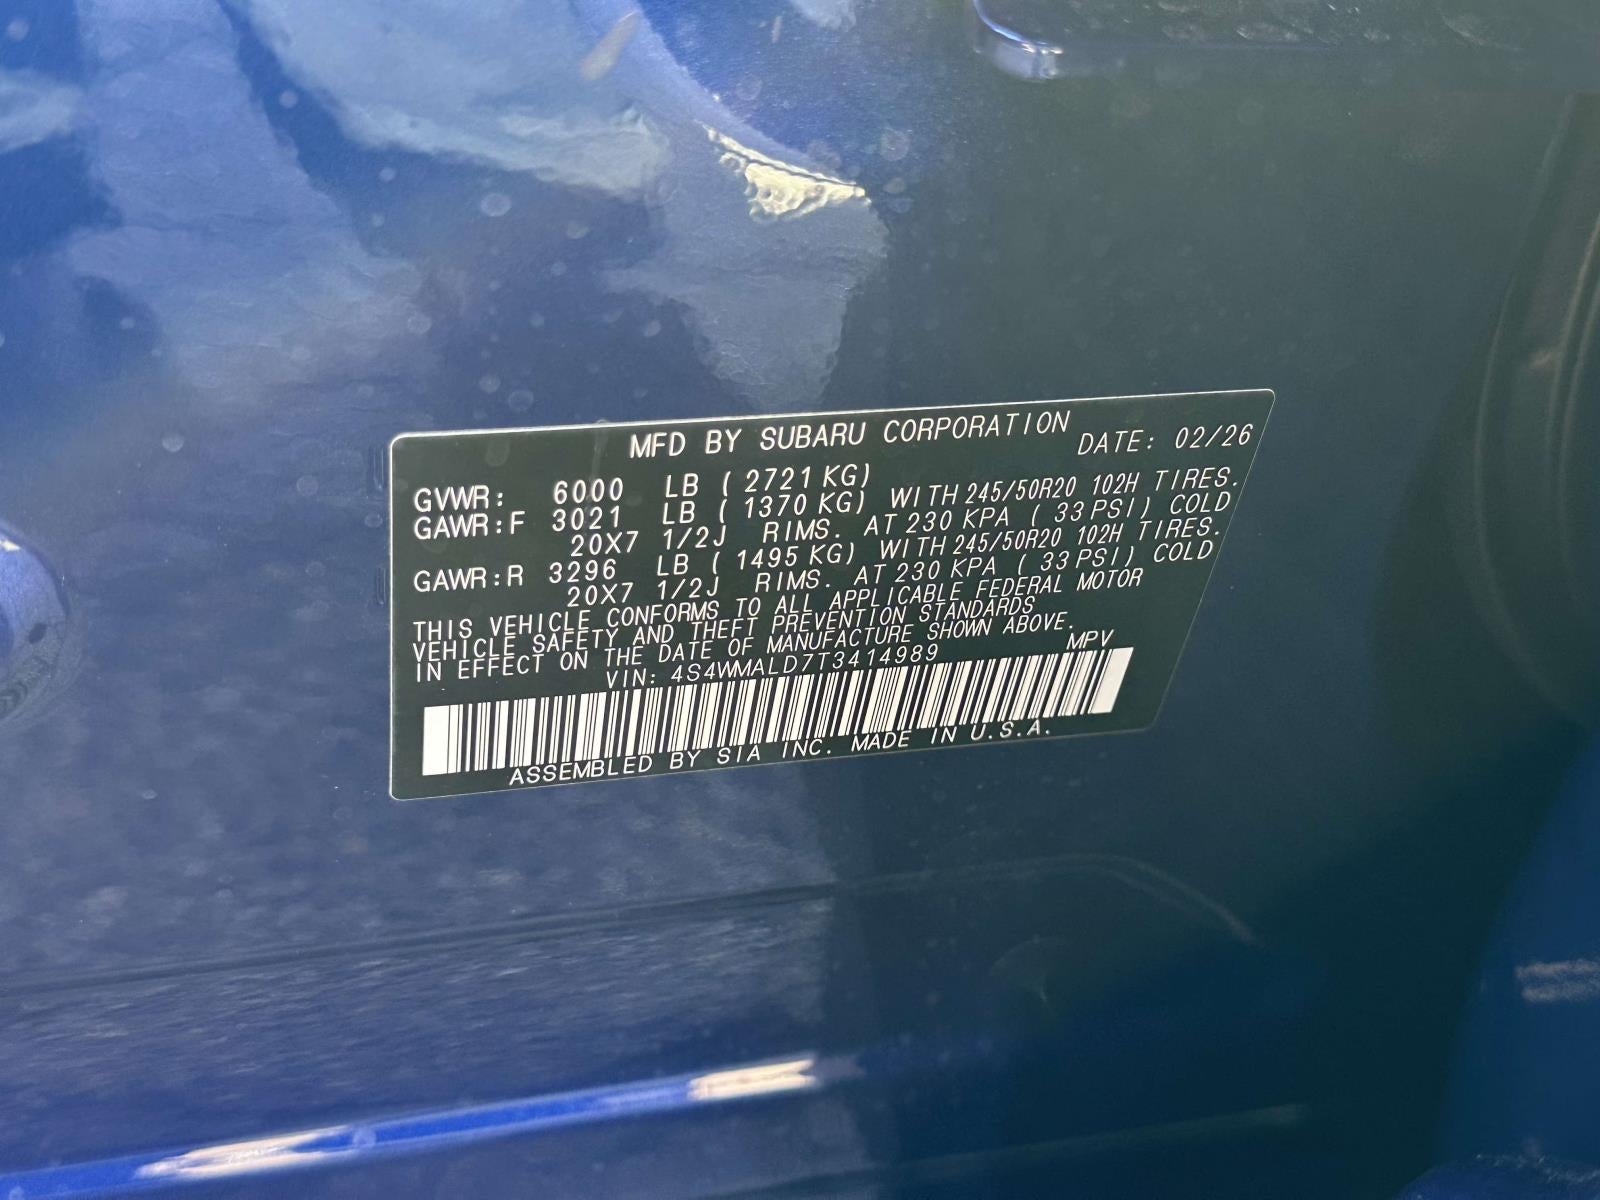 MFD BY SUBARU CORPORATION DATE: 02/26
GVWR: 6000 LB ( 2721 KG)
GAWR:F 3021 LB ( 1370 KG) WITH 245/50R20 102H TIRES.
20X7 1/2J RIMS. AT 230 KPA ( 33 PSI) COLD
GAWR:R 3296 LB ( 1495 KG) WITH 245/50R20 102H TIRES.
20X7 1/2J RIMS. AT 230 KPA ( 33 PSI) COLD
THIS VEHICLE CONFORMS TO ALL APPLICABLE FEDERAL MOTOR
VEHICLE SAFETY AND THEFT PREVENTION STANDARDS
IN EFFECT ON THE DATE OF MANUFACTURE SHOWN ABOVE.
VIN: 4S4WMALD7T3414989 MPV
ASSEMBLED BY SIA INC. MADE IN U.S.A.